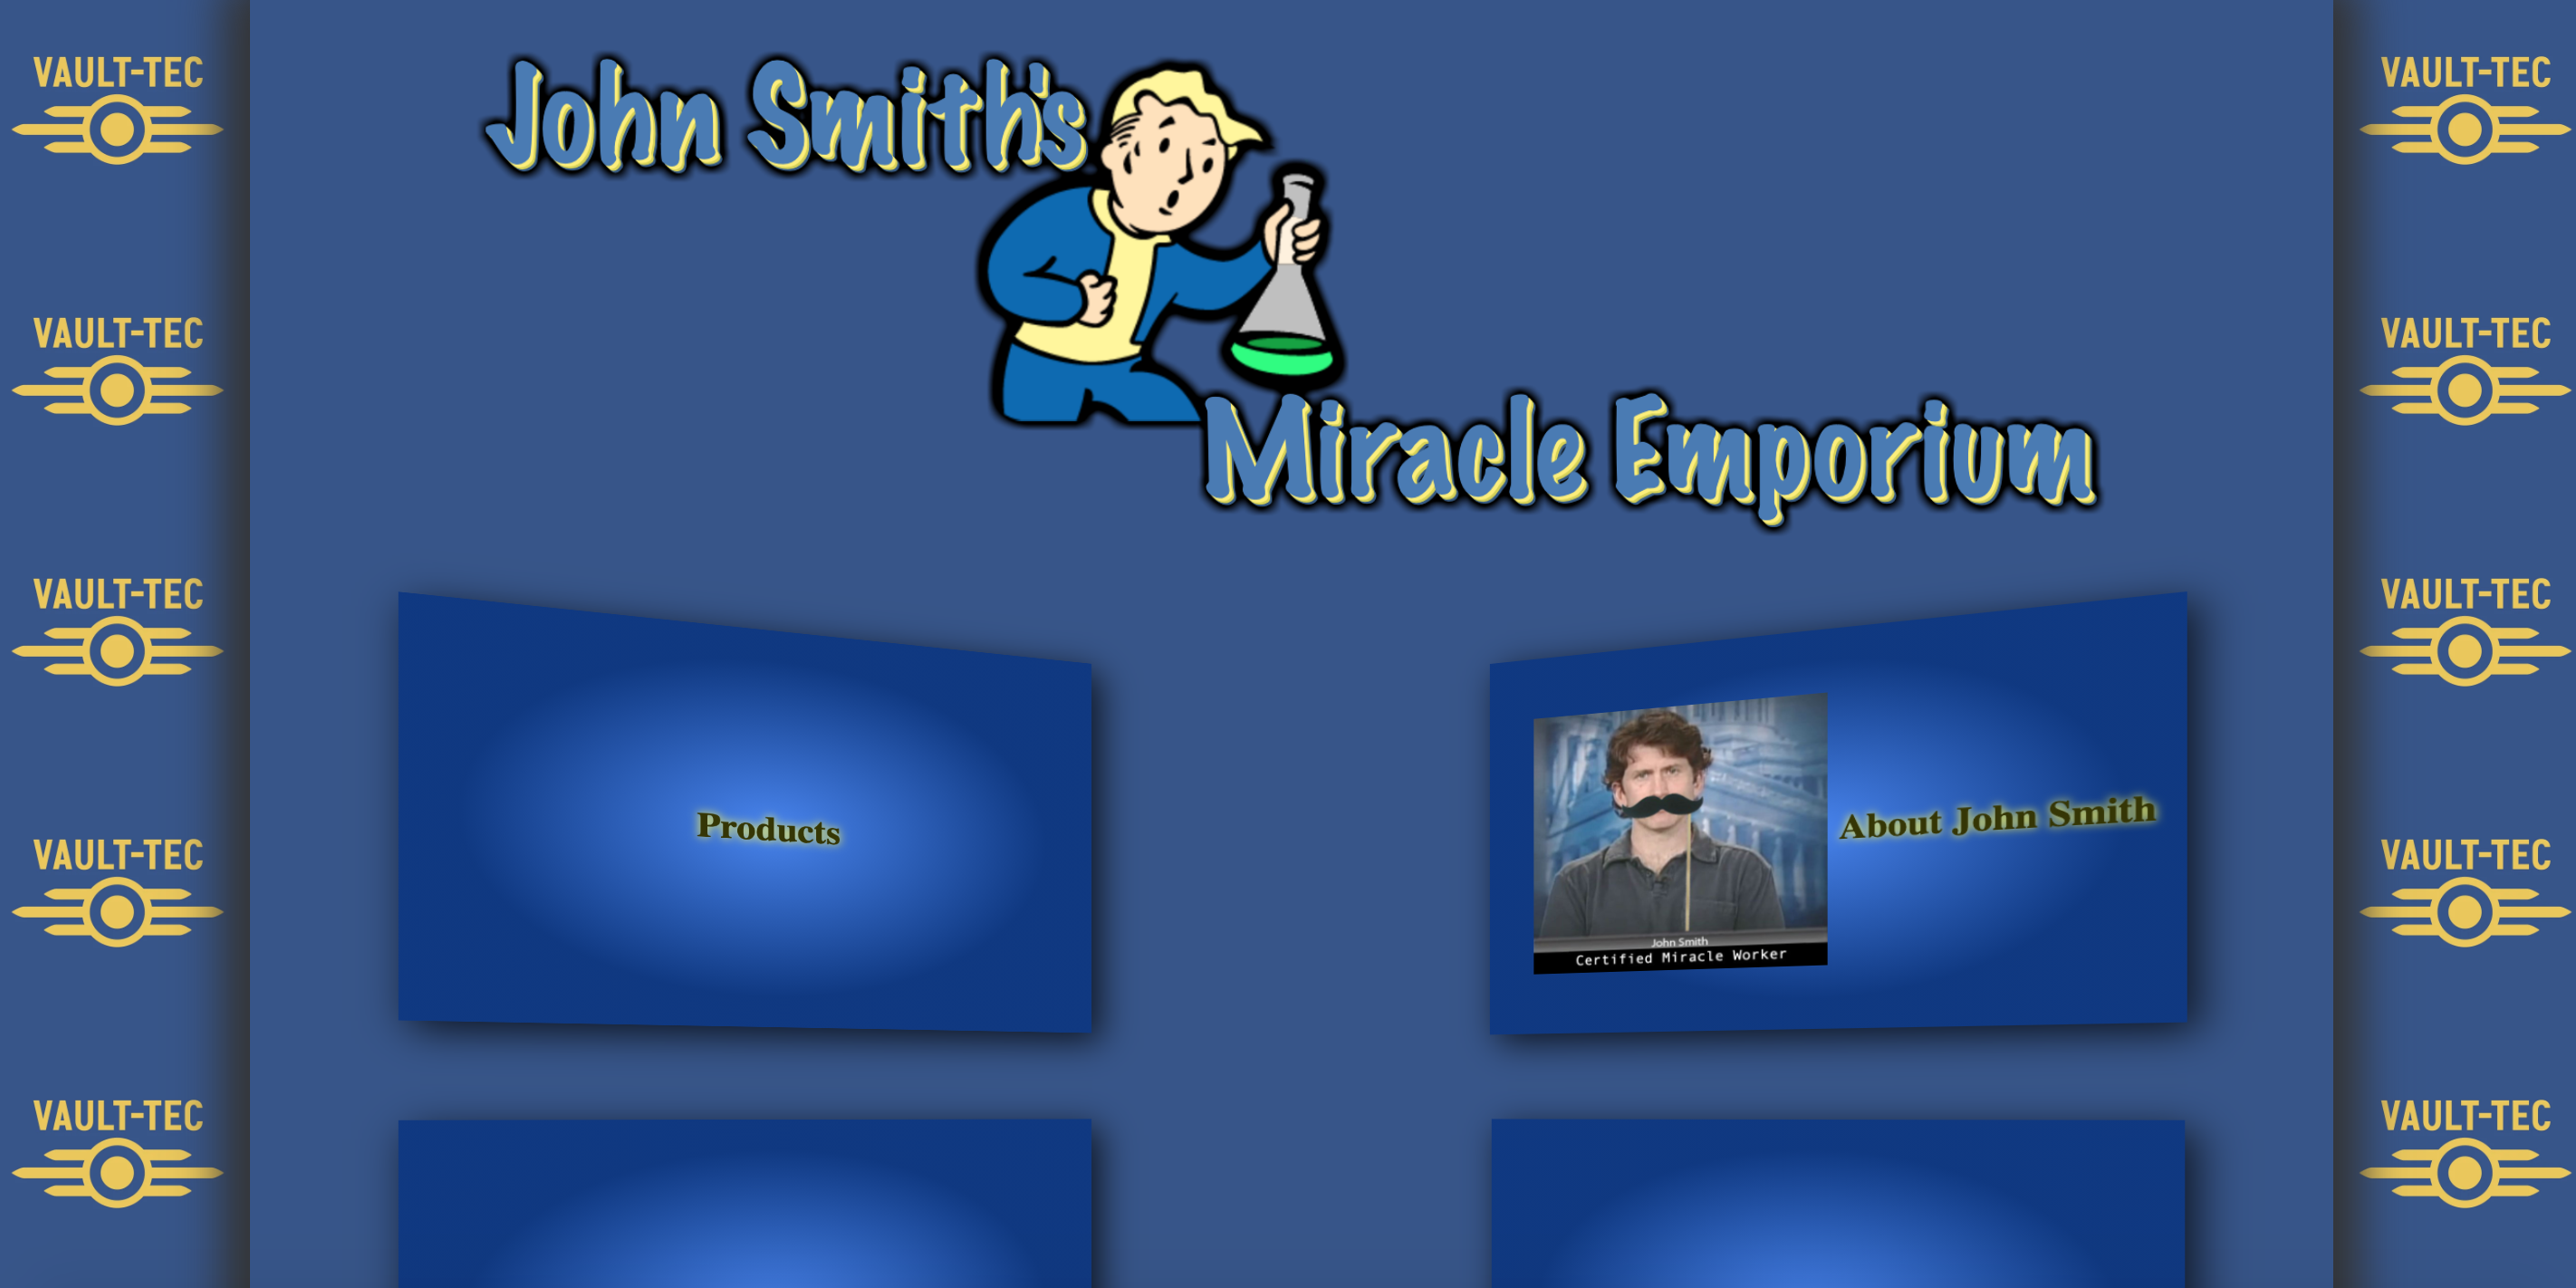 VAULT-TEC
VAULT-TEC
John Smith's
Miracle Emporium
VAULT-TEC
VAULT-TEC
VAULT-TEC
VAULT-TEC
Products
About John Smith
John Smith
Certified Miracle Worker
VAULT-TEC
VAULT-TEC
VAULT-TEC
VAULT-TEC